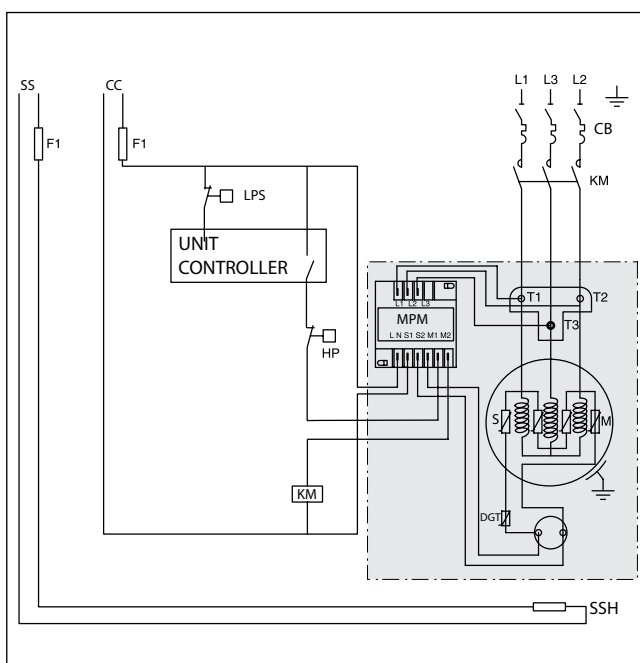 SS
CC
L1 L3 L2
F1
F1
CB
KM
LPS
UNIT
CONTROLLER
HP
L1 L2 L3
MPM
L N S1 S2 M1 M2
T1
T2
T3
S
M
KM
DGT
SSH